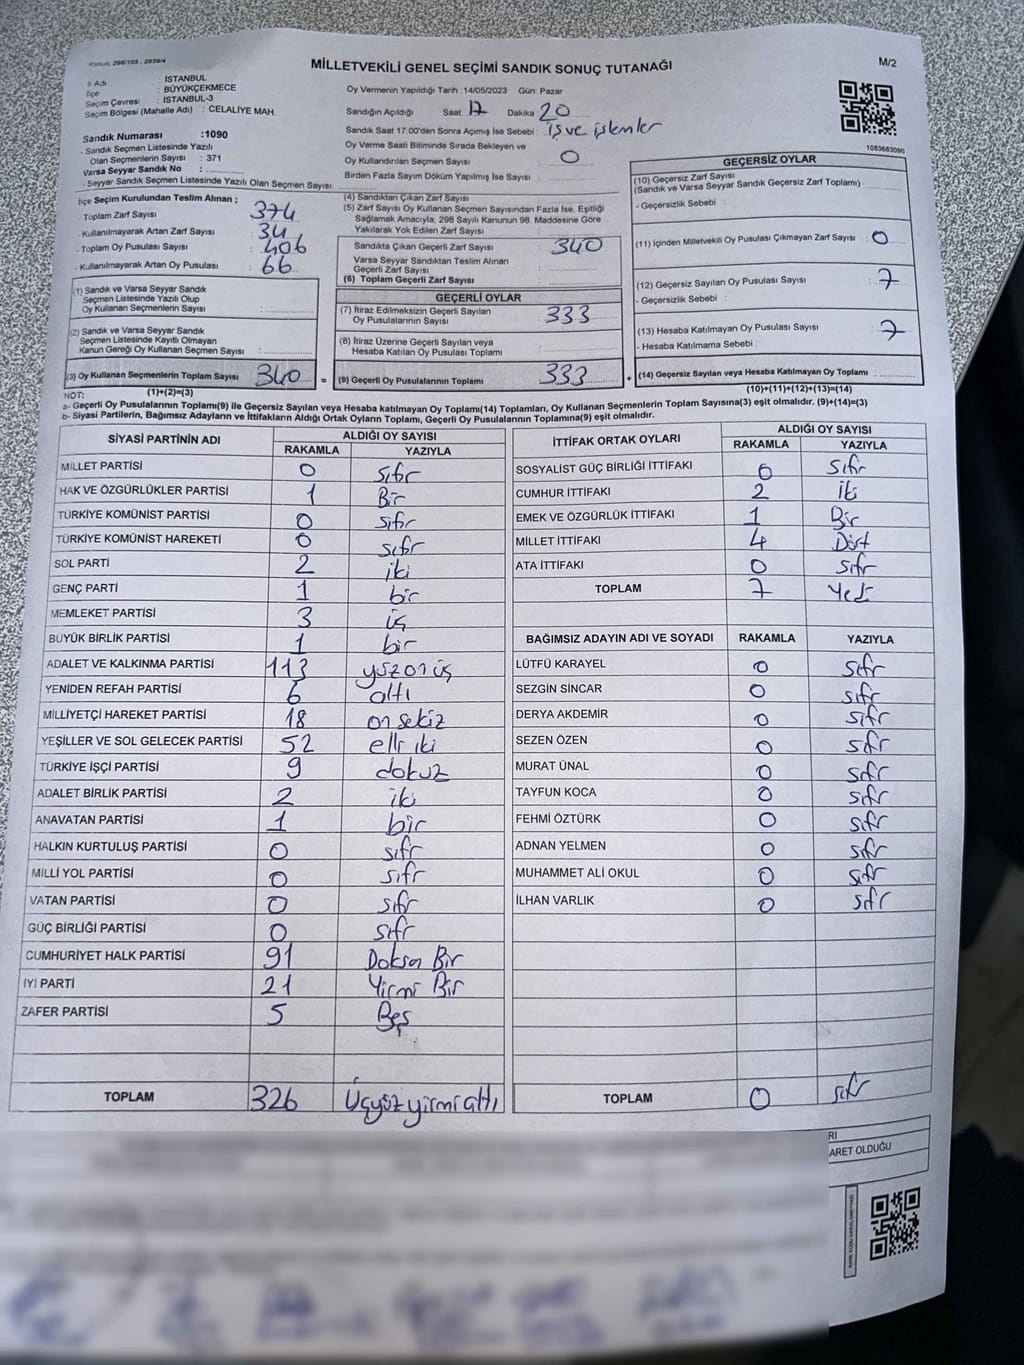 Kanun, 298/105 , 2839/4
MİLLETVEKİLİ GENEL SEÇİMİ SANDIK SONUÇ TUTANAĞI
M/2
İl Adı : İSTANBUL
İlçe : BÜYÜKÇEKMECE
Seçim Çevresi : İSTANBUL-3
Seçim Bölgesi (Mahalle Adı) : CELALİYE MAH.
Sandık Numarası :1090
- Sandık Seçmen Listesinde Yazılı
Olan Seçmenlerin Sayısı : 371
Varsa Seyyar Sandık No :
- Seyyar Sandık Seçmen Listesinde Yazılı Olan Seçmen Sayısı:
Oy Vermenin Yapıldığı Tarih :14/05/2023 Gün: Pazar
Sandığın Açıldığı Saat: 17 Dakika 20
Sandık Saat 17:00'den Sonra Açımış İse Sebebi : iş ve işlemler
Oy Verme Saati Bitiminde Sırada Bekleyen ve
Oy Kullandırılan Seçmen Sayısı : 0
Birden Fazla Sayım Döküm Yapılmış İse Sayısı :
1083683090
İlçe Seçim Kurulundan Teslim Alınan ;
- Toplam Zarf Sayısı : 374
- Kullanılmayarak Artan Zarf Sayısı : 34
- Toplam Oy Pusulası Sayısı : 406
- Kullanılmayarak Artan Oy Pusulası : 66
(1) Sandık ve Varsa Seyyar Sandık
Seçmen Listesinde Yazılı Olup
Oy Kullanan Seçmenlerin Sayısı :
(2) Sandık ve Varsa Seyyar Sandık
Seçmen Listesinde Kayıtlı Olmayan
Kanun Gereği Oy Kullanan Seçmen Sayısı :
(3) Oy Kullanan Seçmenlerin Toplam Sayısı : 340
(1)+(2)=(3)
(4) Sandıktan Çıkan Zarf Sayısı :
(5) Zarf Sayısı Oy Kullanan Seçmen Sayısından Fazla İse, Eşitliği
Sağlamak Amacıyla, 298 Sayılı Kanunun 98. Maddesine Göre
Yakılarak Yok Edilen Zarf Sayısı :
Sandıkta Çıkan Geçerli Zarf Sayısı : 340
Varsa Seyyar Sandıktan Teslim Alınan
Geçerli Zarf Sayısı :
(6) Toplam Geçerli Zarf Sayısı :
GEÇERLİ OYLAR
(7) İtiraz Edilmeksizin Geçerli Sayılan
Oy Pusulalarının Sayısı : 333
(8) İtiraz Üzerine Geçerli Sayılan veya
Hesaba Katılan Oy Pusulası Toplamı :
= (9) Geçerli Oy Pusulalarının Toplamı : 333
GEÇERSİZ OYLAR
(10) Geçersiz Zarf Sayısı
(Sandık ve Varsa Seyyar Sandık Geçersiz Zarf Toplamı) :
- Geçersizlik Sebebi :
(11) İçinden Milletvekili Oy Pusulası Çıkmayan Zarf Sayısı : 0
(12) Geçersiz Sayılan Oy Pusulası Sayısı : 7
- Geçersizlik Sebebi :
(13) Hesaba Katılmayan Oy Pusulası Sayısı : 7
- Hesaba Katılmama Sebebi :
+ (14) Geçersiz Sayılan veya Hesaba Katılmayan Oy Toplamı :
(10)+(11)+(12)+(13)=(14)
NOT:
a- Geçerli Oy Pusulalarının Toplamı(9) ile Geçersiz Sayılan veya Hesaba katılmayan Oy Toplamı(14) Toplamları, Oy Kullanan Seçmenlerin Toplam Sayısına(3) eşit olmalıdır. (9)+(14)=(3)
b- Siyasi Partilerin, Bağımsız Adayların ve İttifakların Aldığı Ortak Oyların Toplamı, Geçerli Oy Pusulalarının Toplamına(9) eşit olmalıdır.
SİYASİ PARTİNİN ADI ALDIĞI OY SAYISI
RAKAMLA YAZIYLA
MİLLET PARTİSİ 0 sıfır
HAK VE ÖZGÜRLÜKLER PARTİSİ 1 Bir
TÜRKİYE KOMÜNİST PARTİSİ 0 sıfır
TÜRKİYE KOMÜNİST HAREKETİ 0 sıfır
SOL PARTİ 2 iki
GENÇ PARTİ 1 bir
MEMLEKET PARTİSİ 3 üç
BÜYÜK BİRLİK PARTİSİ 1 bir
ADALET VE KALKINMA PARTİSİ 113 yüzonüç
YENİDEN REFAH PARTİSİ 6 altı
MİLLİYETÇİ HAREKET PARTİSİ 18 onsekiz
YEŞİLLER VE SOL GELECEK PARTİSİ 52 elli iki
TÜRKİYE İŞÇİ PARTİSİ 9 dokuz
ADALET BİRLİK PARTİSİ 2 iki
ANAVATAN PARTİSİ 1 bir
HALKIN KURTULUŞ PARTİSİ 0 sıfır
MİLLİ YOL PARTİSİ 0 sıfır
VATAN PARTİSİ 0 sıfır
GÜÇ BİRLİĞİ PARTİSİ 0 sıfır
CUMHURİYET HALK PARTİSİ 91 Doksan Bir
İYİ PARTİ 21 Yirmi Bir
ZAFER PARTİSİ 5 Beş
TOPLAM 326 Üçyüzyirmialtı
İTTİFAK ORTAK OYLARI ALDIĞI OY SAYISI
RAKAMLA YAZIYLA
SOSYALİST GÜÇ BİRLİĞİ İTTİFAKI 0 sıfır
CUMHUR İTTİFAKI 2 iki
EMEK VE ÖZGÜRLÜK İTTİFAKI 1 Bir
MİLLET İTTİFAKI 4 Dört
ATA İTTİFAKI 0 sıfır
TOPLAM 7 Yedi
BAĞIMSIZ ADAYIN ADI VE SOYADI RAKAMLA YAZIYLA
LÜTFÜ KARAYEL 0 sıfır
SEZGİN SİNCAR 0 sıfır
DERYA AKDEMİR 0 sıfır
SEZEN ÖZEN 0 sıfır
MURAT ÜNAL 0 sıfır
TAYFUN KOCA 0 sıfır
FEHMİ ÖZTÜRK 0 sıfır
ADNAN YELMEN 0 sıfır
MUHAMMET ALİ OKUL 0 sıfır
İLHAN VARLIK 0 sıfır
TOPLAM 0 sıfır
RI
ARET OLDUĞU